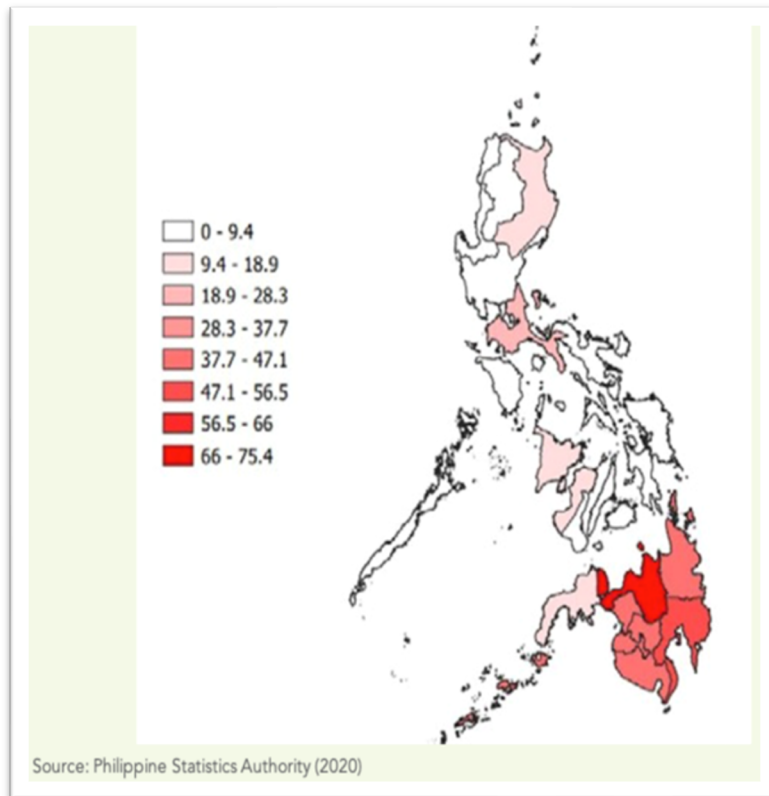 0 - 9.4
9.4 - 18.9
18.9 - 28.3
28.3 - 37.7
37.7 - 47.1
47.1 - 56.5
56.5 - 66
66 - 75.4
Source: Philippine Statistics Authority (2020)